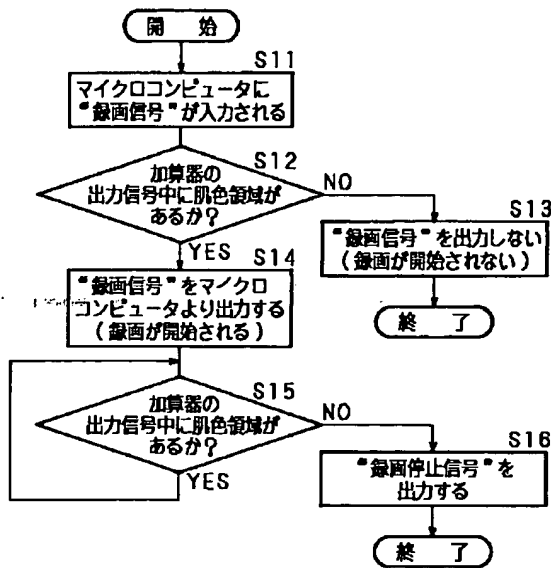 開 始
S11
マイクロコンピュータに
"録画信号"が入力される
S12
加算器の
出力信号中に肌色領域が
あるか?
NO
YES
S13
"録画信号"を出力しない
(録画が開始されない)
終 了
S14
"録画信号"をマイクロ
コンピュータより出力する
(録画が開始される)
S15
加算器の
出力信号中に肌色領域が
あるか?
NO
YES
S16
"録画停止信号"を
出力する
終 了